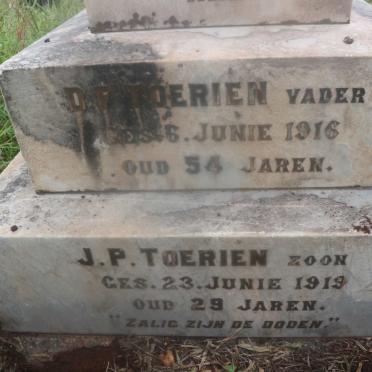 TOERIEN VADER
GES. 6. JUNIE 1916
OUD 54 JAREN.
J. P. TOERIEN ZOON
GES. 23. JUNIE 1919
OUD 29 JAREN.
"ZALIG ZIJN DE DODEN."